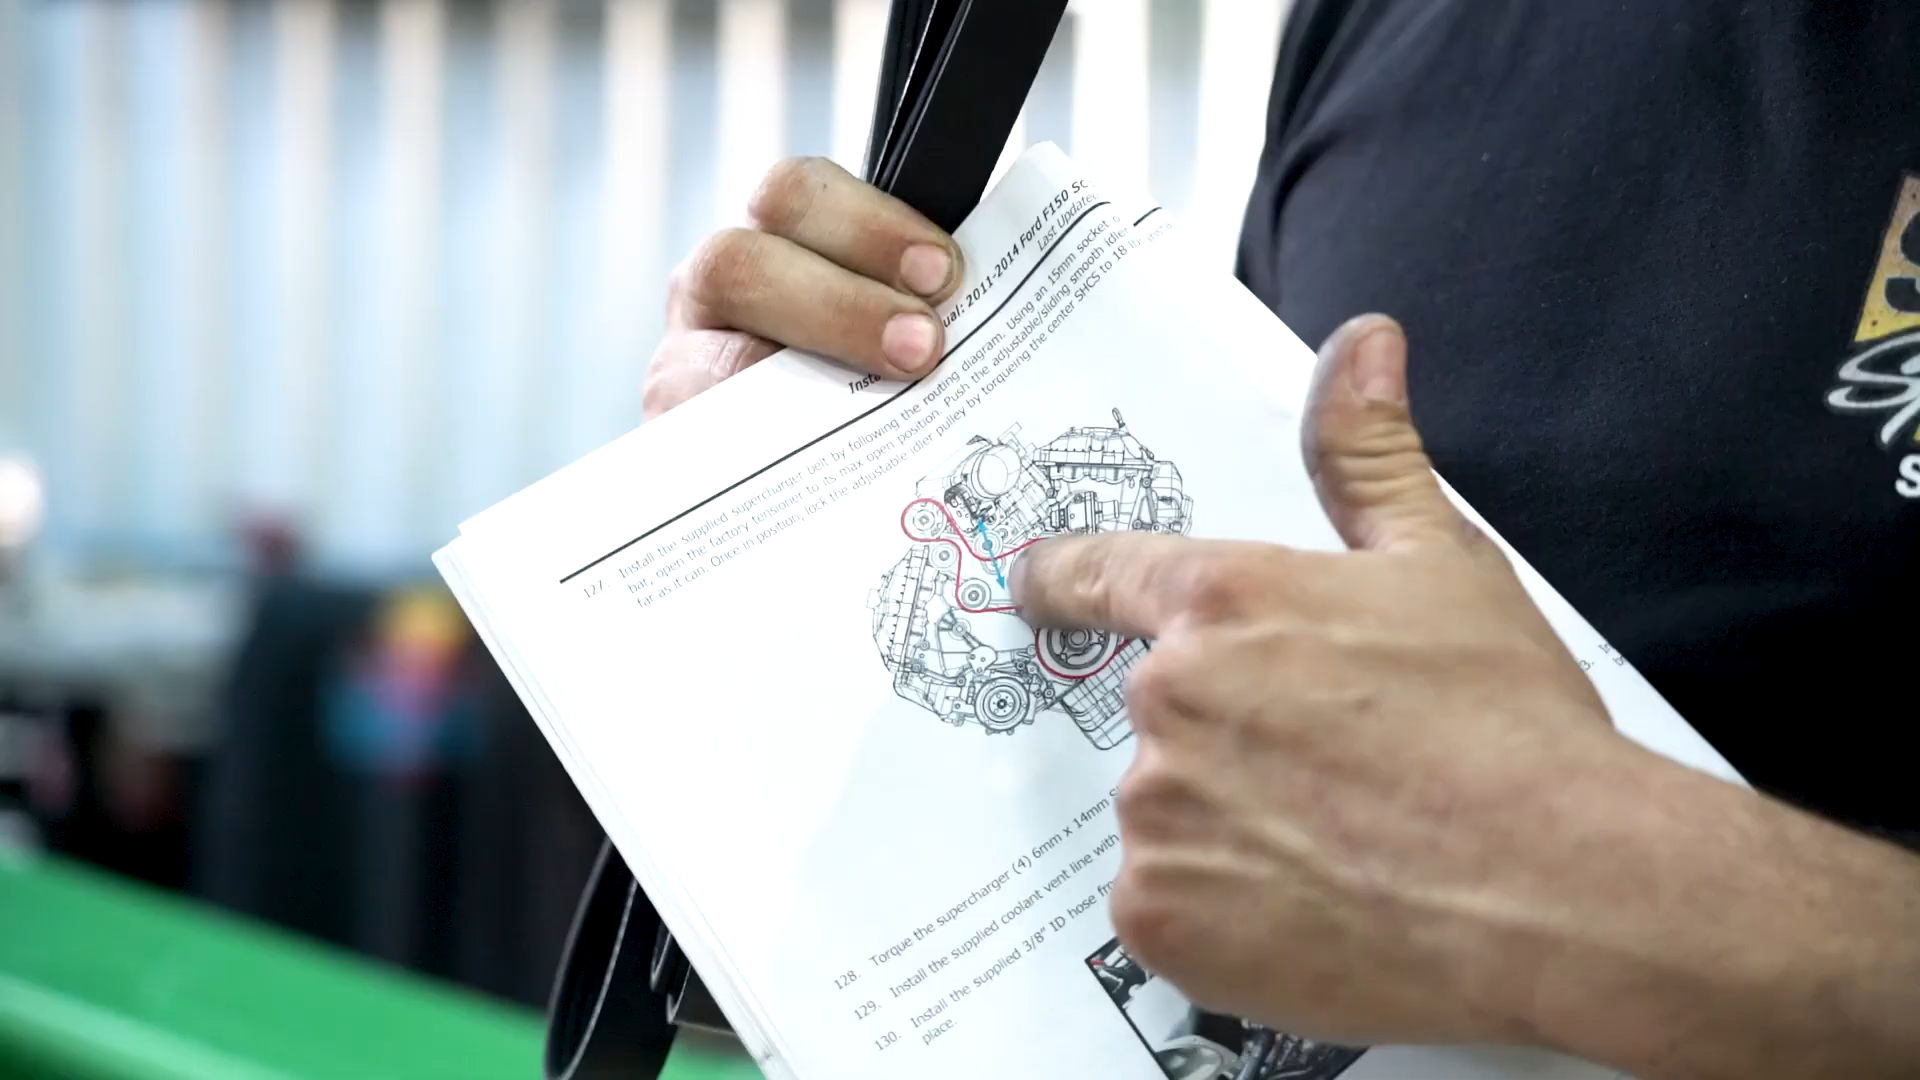 ual: 2011-2014 Ford F150
Last Updated
127. Install the supplied supercharger belt by following the routing diagram. Using an 15mm socket
bar, open the factory tensioner to its max open position. Push the adjustable/sliding smooth idler
far as it can. Once in position, lock the adjustable idler pulley by torqueing the center SHCS to 18
128. Torque the supercharger (4) 6mm x 14mm
129. Install the supplied coolant vent line with
130. Install the supplied 3/8" ID hose
place.